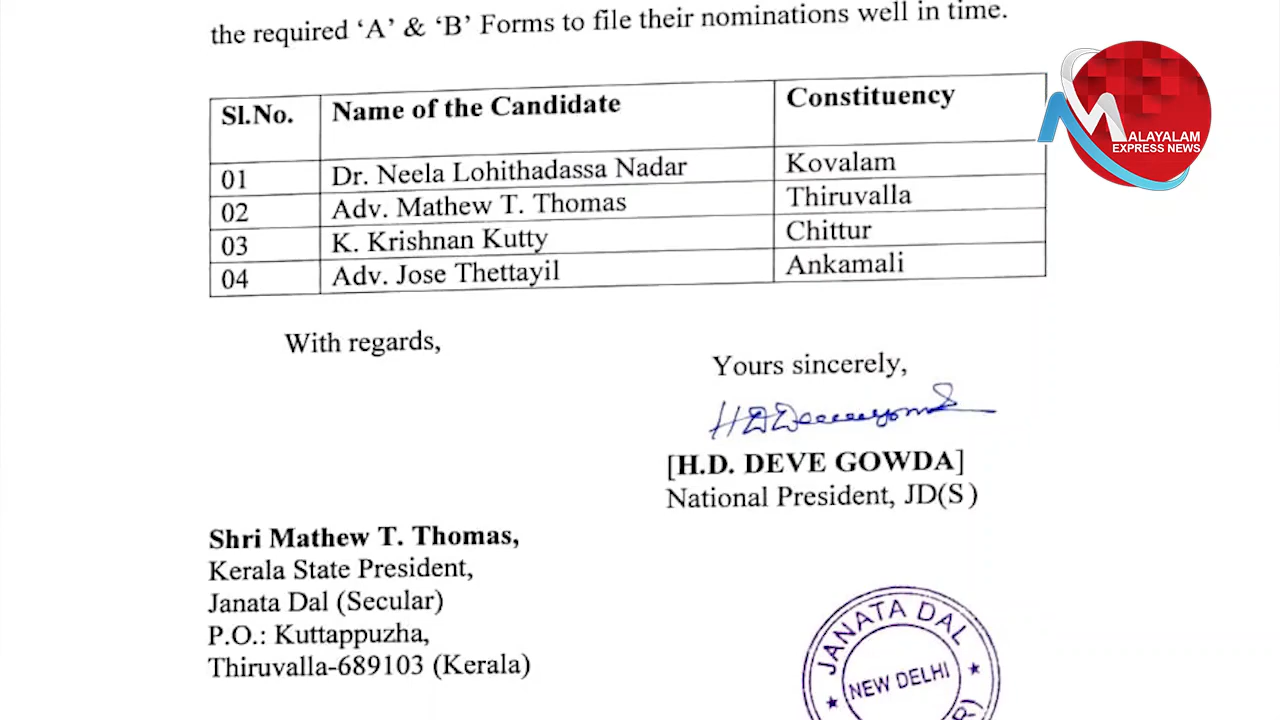 the required ‘A’ & ‘B’ Forms to file their nominations well in time.
Sl.No. Name of the Candidate Constituency
01 Dr. Neela Lohithadassa Nadar Kovalam
02 Adv. Mathew T. Thomas Thiruvalla
03 K. Krishnan Kutty Chittur
04 Adv. Jose Thettayil Ankamali
With regards,
Yours sincerely,
[H.D. DEVE GOWDA]
National President, JD(S)
Shri Mathew T. Thomas,
Kerala State President,
Janata Dal (Secular)
P.O.: Kuttappuzha,
Thiruvalla-689103 (Kerala)
JANATA DAL
NEW DELHI
MALAYALAM
EXPRESS NEWS